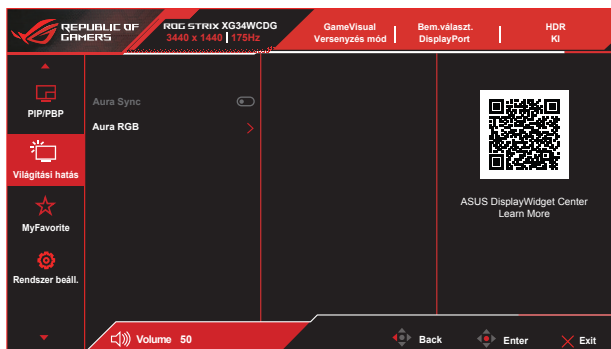 REPUBLIC OF
GAMERS
ROG STRIX XG34WCDG
3440 x 1440 175Hz
GameVisual
Versenyzés mód
Bem.választ.
DisplayPort
HDR
KI
PIP/PBP
Világítási hatás
MyFavorite
Rendszer beáll.
Aura Sync
Aura RGB
ASUS DisplayWidget Center
Learn More
Volume 50
Back
Enter
Exit